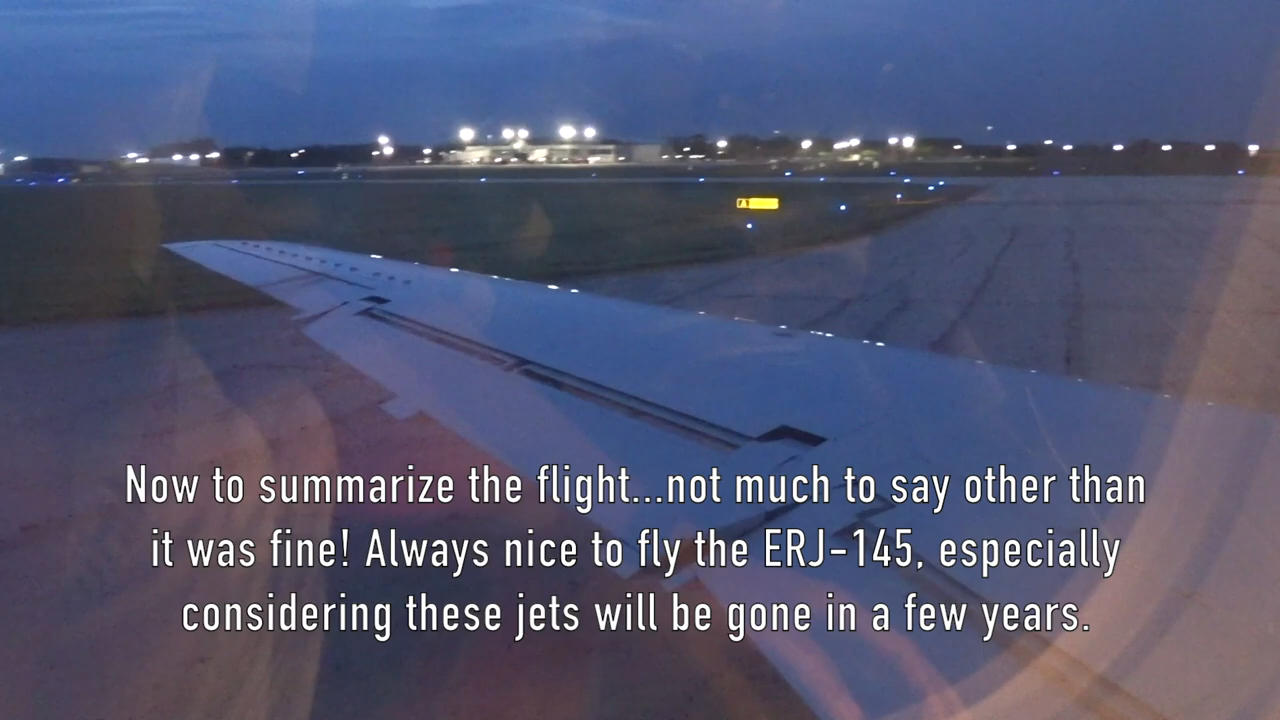 Now to summarize the flight...not much to say other than
it was fine! Always nice to fly the ERJ-145, especially
considering these jets will be gone in a few years.